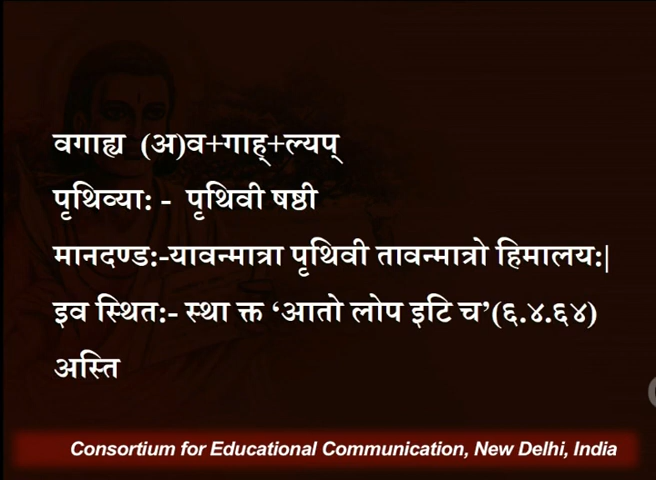 वगाह्य (अ)व+गाह्+ल्यप्
पृथिव्या: - पृथिवी षष्ठी
मानदण्ड:-यावन्मात्रा पृथिवी तावन्मात्रो हिमालय:|
इव स्थित:- स्था क्त ‘आतो लोप इटि च’(६.४.६४)
अस्ति
Consortium for Educational Communication, New Delhi, India